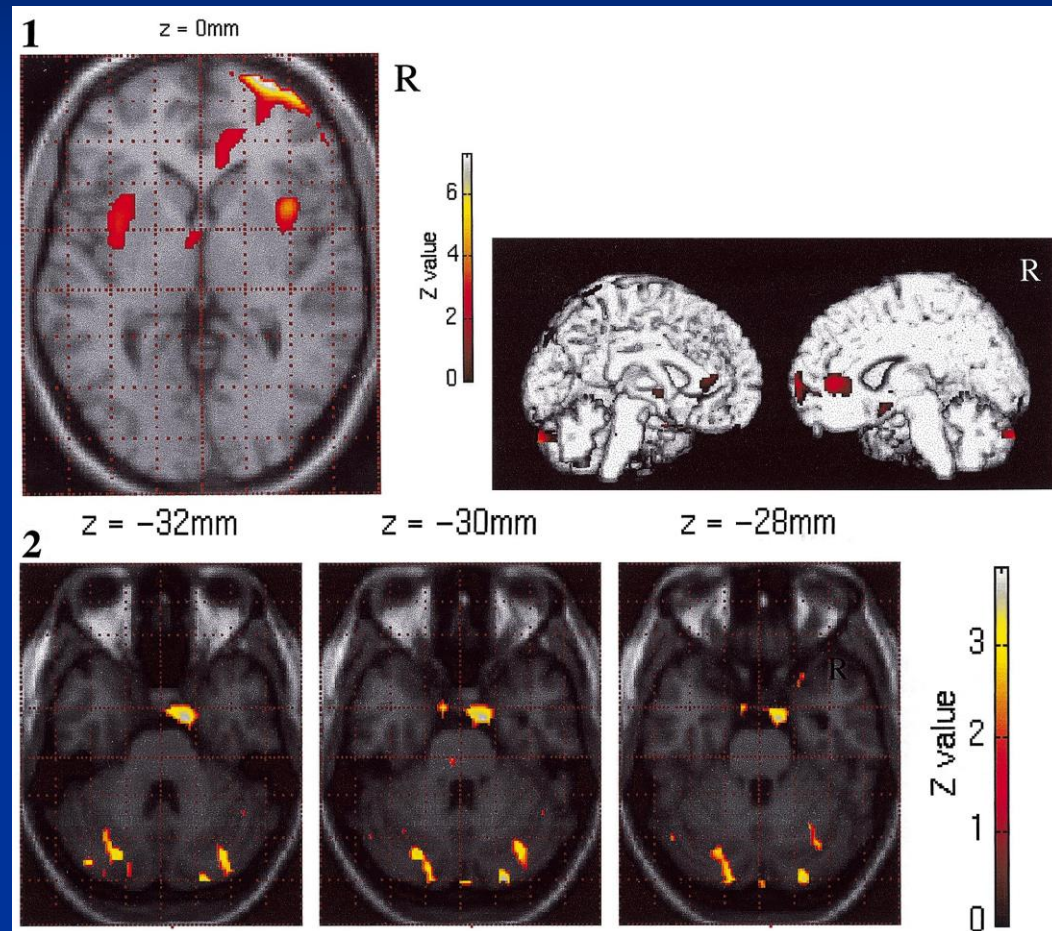 1
z = 0mm
R
6
4
2
0
Z value
R
2
z = -32mm
z = -30mm
z = -28mm
R
3
2
1
0
Z value